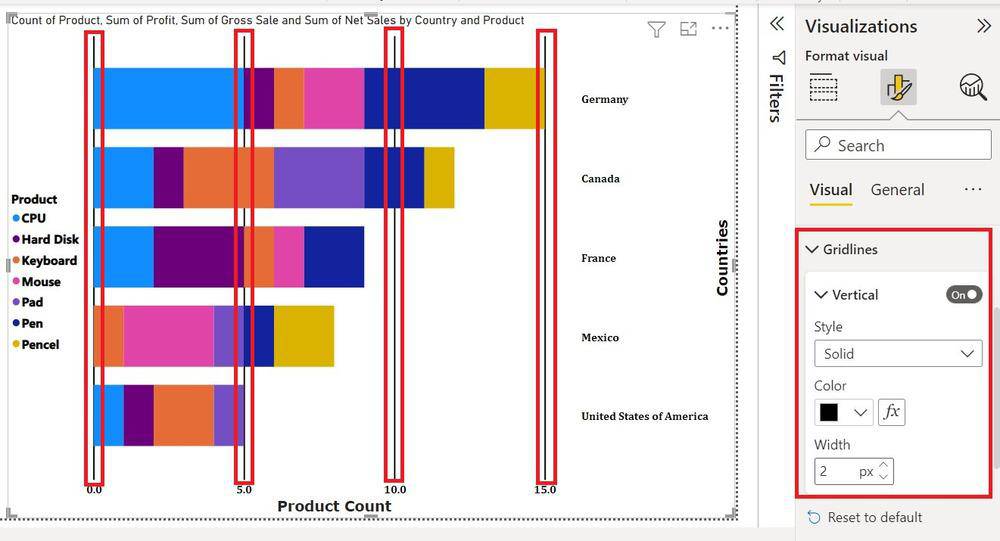 Count of Product, Sum of Profit, Sum of Gross Sale and Sum of Net Sales by Country and Product
Product
CPU
Hard Disk
Keyboard
Mouse
Pad
Pen
Pencel
Germany
Canada
France
Mexico
United States of America
Countries
0.0 5.0 10.0 15.0
Product Count
Filters
Visualizations
Format visual
Search
Visual General
Gridlines
Vertical On
Style
Solid
Color
fx
Width
2 px
Reset to default